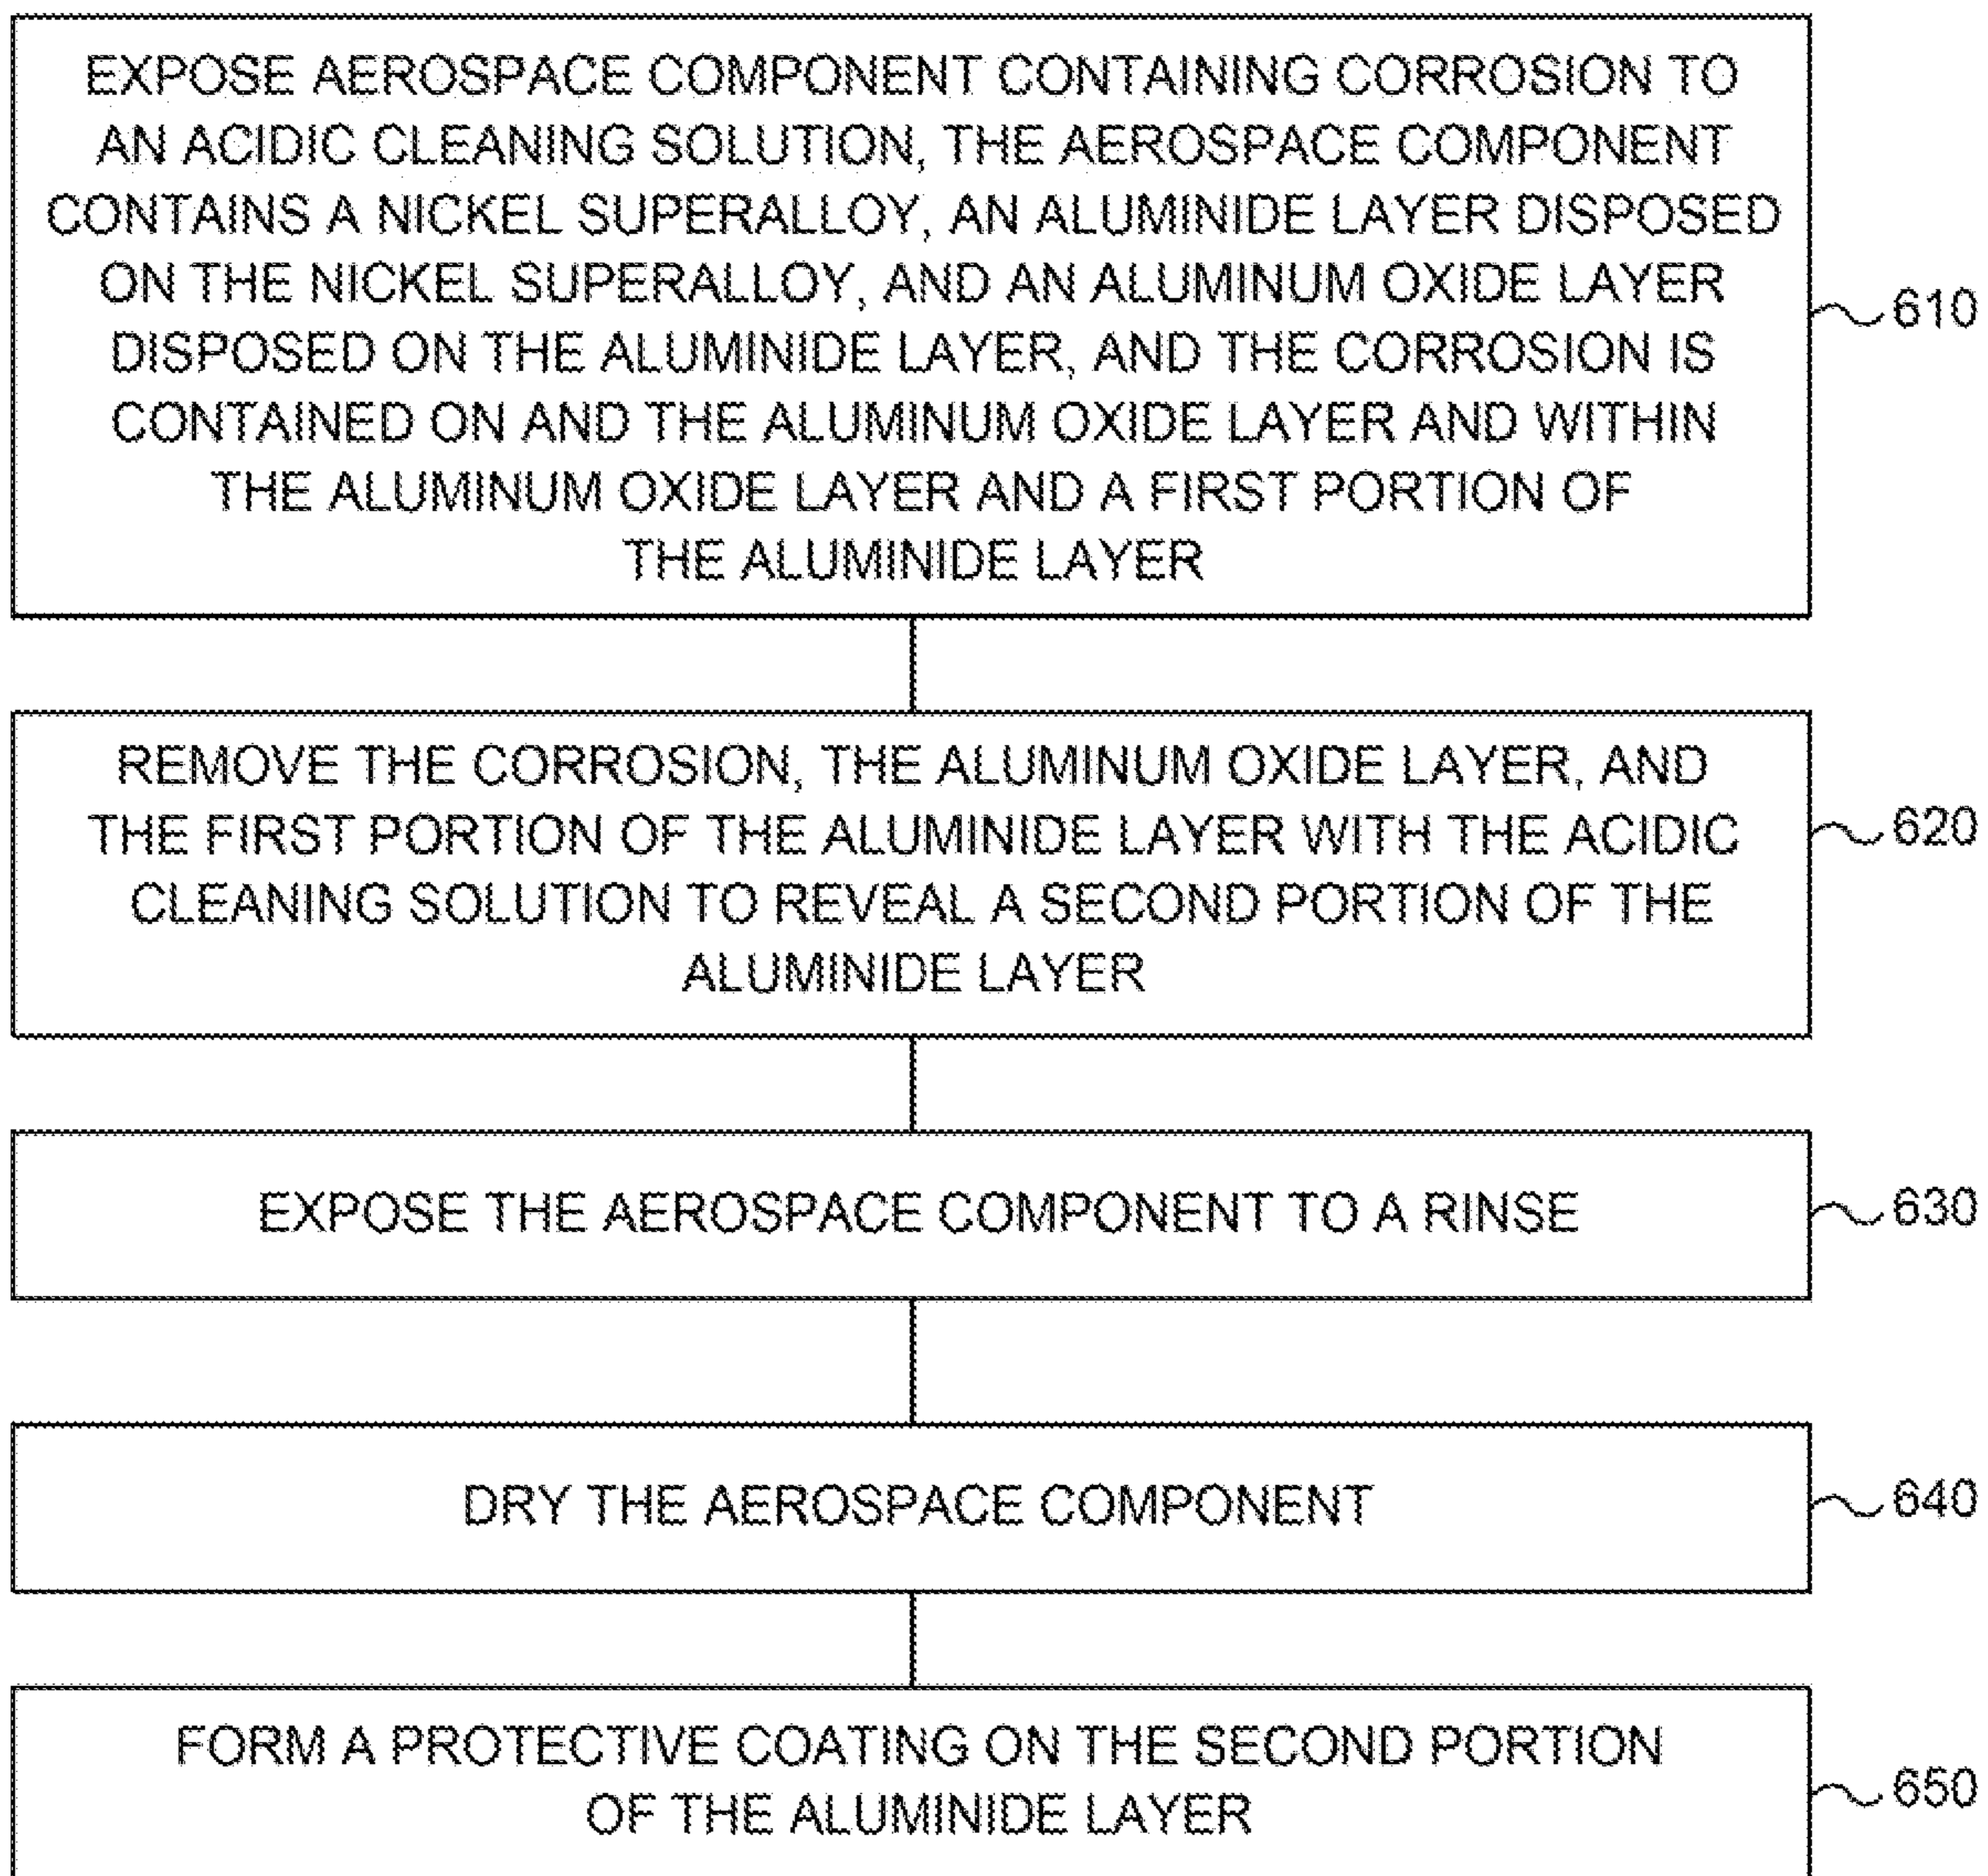 EXPOSE AEROSPACE COMPONENT CONTAINING CORROSION TO
AN ACIDIC CLEANING SOLUTION, THE AEROSPACE COMPONENT
CONTAINS A NICKEL SUPERALLOY, AN ALUMINIDE LAYER DISPOSED
ON THE NICKEL SUPERALLOY, AND AN ALUMINUM OXIDE LAYER
DISPOSED ON THE ALUMINIDE LAYER, AND THE CORROSION IS
CONTAINED ON AND THE ALUMINUM OXIDE LAYER AND WITHIN
THE ALUMINUM OXIDE LAYER AND A FIRST PORTION OF
THE ALUMINIDE LAYER
610
REMOVE THE CORROSION, THE ALUMINUM OXIDE LAYER, AND
THE FIRST PORTION OF THE ALUMINIDE LAYER WITH THE ACIDIC
CLEANING SOLUTION TO REVEAL A SECOND PORTION OF THE
ALUMINIDE LAYER
620
EXPOSE THE AEROSPACE COMPONENT TO A RINSE
630
DRY THE AEROSPACE COMPONENT
640
FORM A PROTECTIVE COATING ON THE SECOND PORTION
OF THE ALUMINIDE LAYER
650